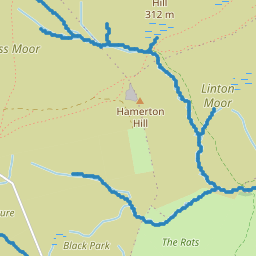 Hill
312 m
ss Moor
Linton
Moor
Hamerton
Hill
ure
Black Park
The Rats